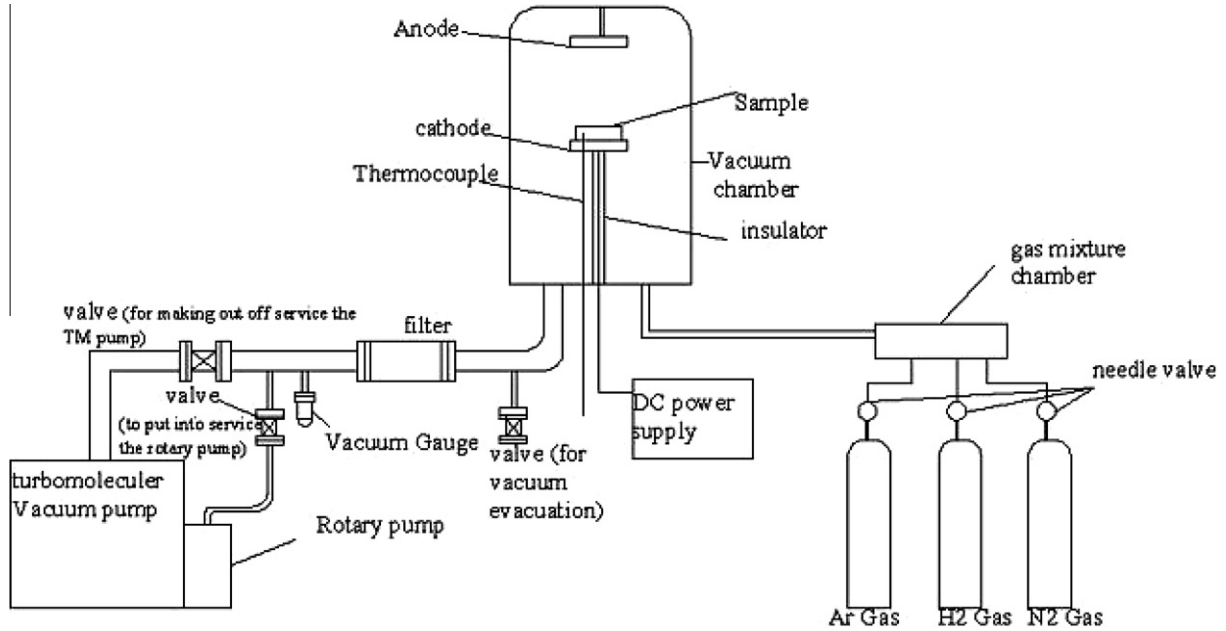 Anode
Sample
cathode
Vacuum
chamber
Thermocouple
insulator
gas mixture
chamber
valve (for making out off service the
TM pump)
filter
needle valve
valve
(to put into service
the rotary pump)
Vacuum Gauge
valve (for
vacuum
evacuation)
DC power
supply
turbomoleculer
Vacuum pump
Rotary pump
Ar Gas
H2 Gas
N2 Gas